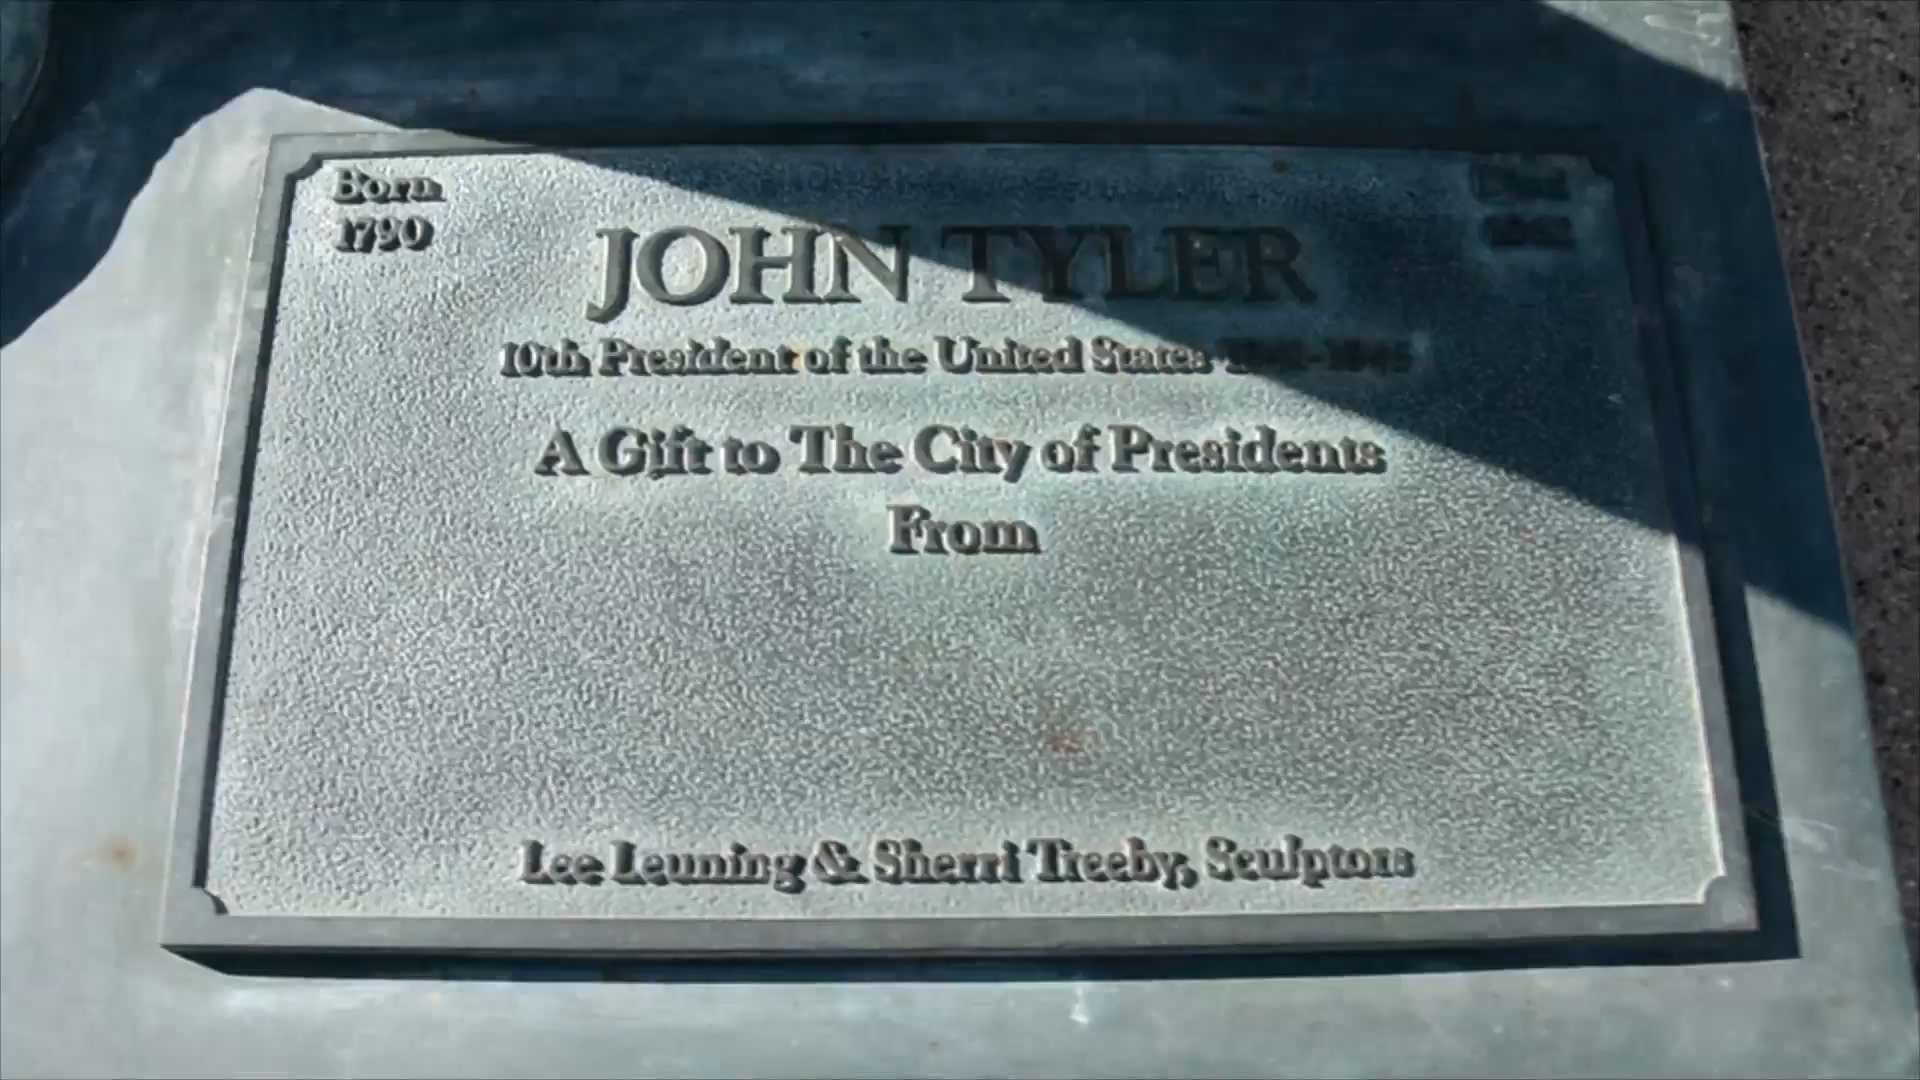 Born
1790
JOHN TYLER
10th President of the United States
A Gift to The City of Presidents
From
Lee Leuning & Sherri Treeby, Sculptors